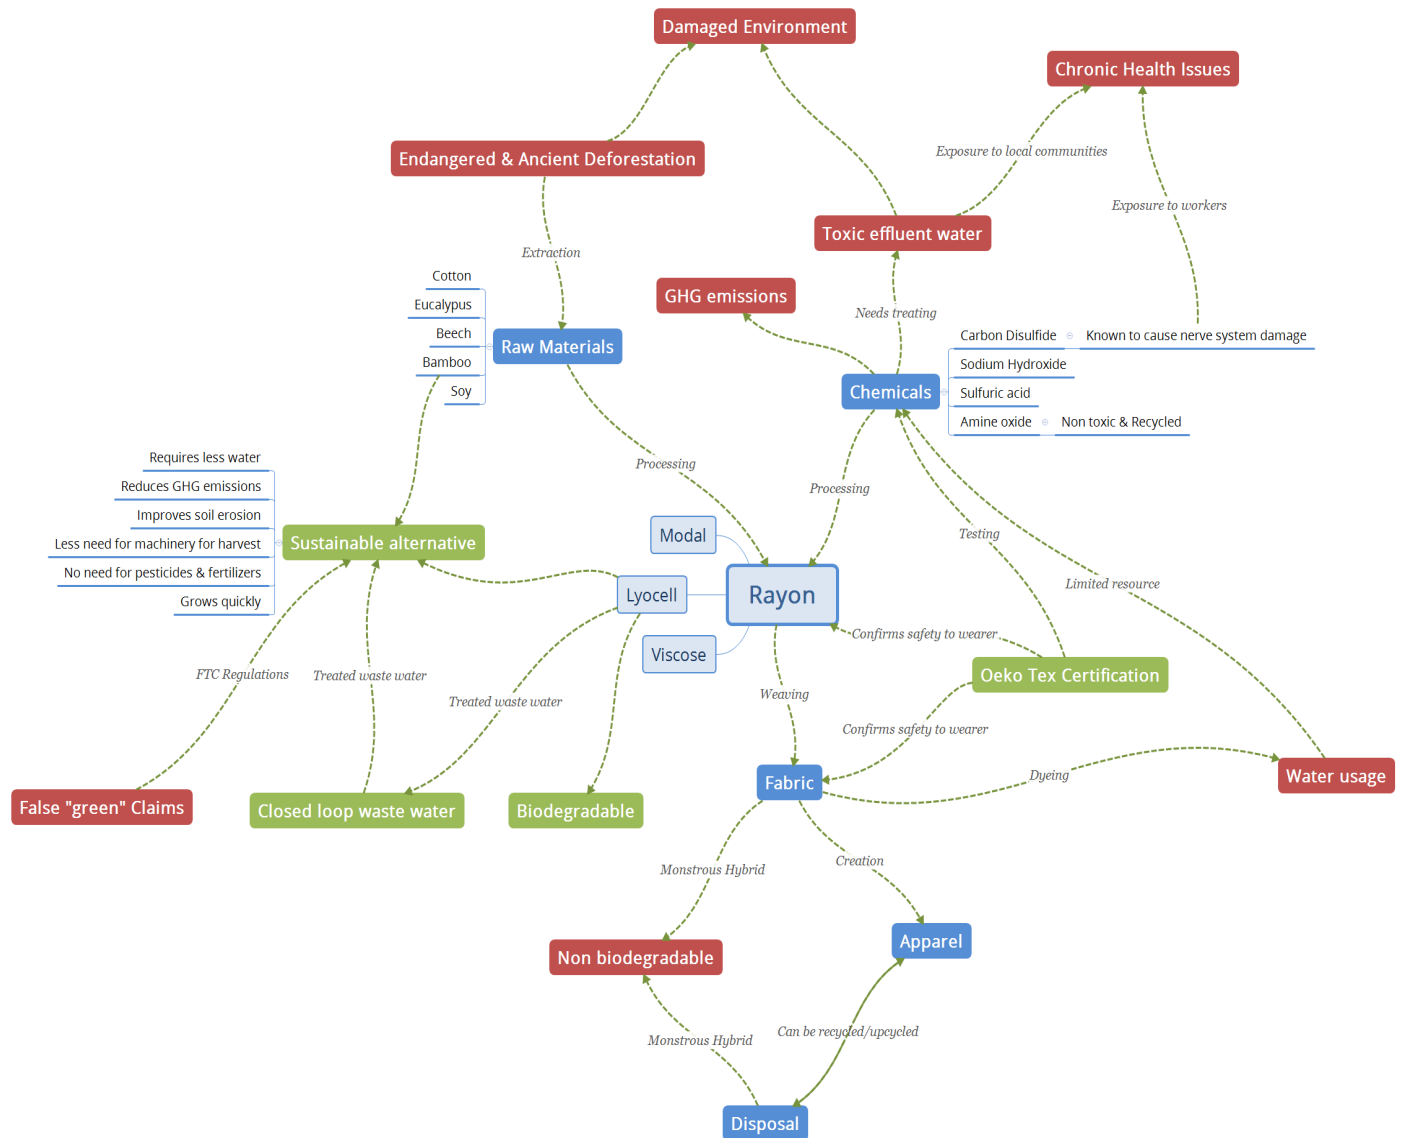 Damaged Environment
Chronic Health Issues
Endangered & Ancient Deforestation
Exposure to local communities
Exposure to workers
Toxic effluent water
Extraction
Cotton
GHG emissions
Eucalypus
Needs treating
Beech
Raw Materials
Carbon Disulfide
Known to cause nerve system damage
Bamboo
Sodium Hydroxide
Soy
Chemicals
Sulfuric acid
Amine oxide
Non toxic & Recycled
Requires less water
Processing
Reduces GHG emissions
Processing
Improves soil erosion
Modal
Testing
Less need for machinery for harvest
Sustainable alternative
No need for pesticides & fertilizers
Limited resource
Grows quickly
Lyocell
Rayon
Confirms safety to wearer
Viscose
FTC Regulations
Treated waste water
Oeko Tex Certification
Treated waste water
Weaving
Confirms safety to wearer
Fabric
Dyeing
Water usage
False "green" Claims
Closed loop waste water
Biodegradable
Monstrous Hybrid
Creation
Apparel
Non biodegradable
Can be recycled/upcycled
Monstrous Hybrid
Disposal